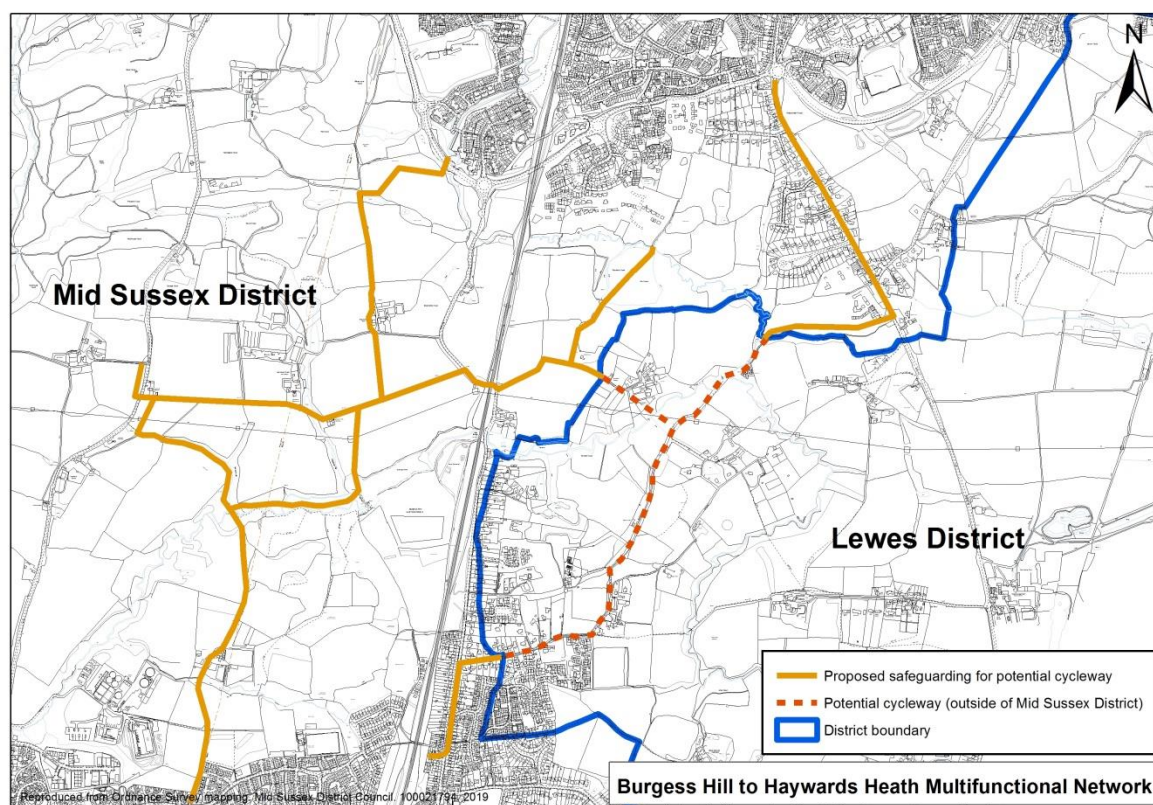 N
Mid Sussex District
Lewes District
Proposed safeguarding for potential cycleway
Potential cycleway (outside of Mid Sussex District)
District boundary
Burgess Hill to Haywards Heath Multifunctional Network
Reproduced from Ordnance Survey mapping. Mid Sussex District Council. 100021794, 2019